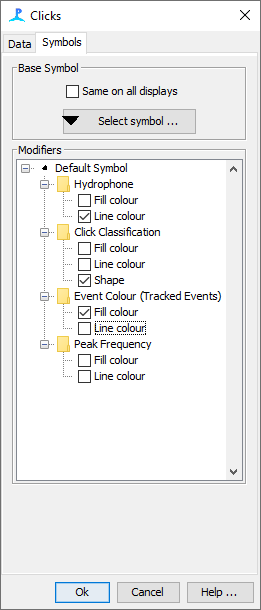 Clicks
Data Symbols
Base Symbol
Same on all displays
Select symbol ...
Modifiers
Default Symbol
Hydrophone
Fill colour
Line colour
Click Classification
Fill colour
Line colour
Shape
Event Colour (Tracked Events)
Fill colour
Line colour
Peak Frequency
Fill colour
Line colour
Ok Cancel Help ...